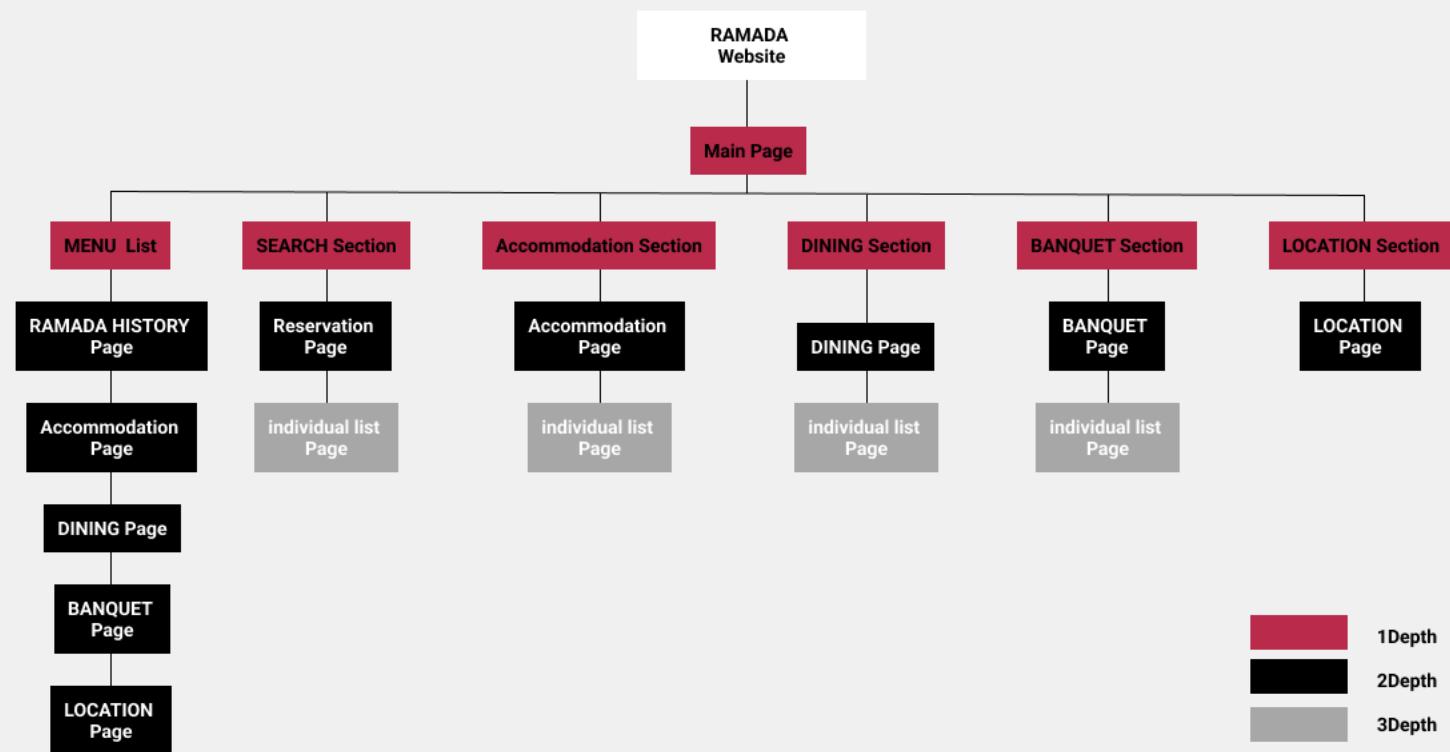 RAMADA
Website
Main Page
MENU List
SEARCH Section
Accommodation Section
DINING Section
BANQUET Section
LOCATION Section
RAMADA HISTORY
Page
Reservation
Page
Accommodation
Page
DINING Page
BANQUET
Page
LOCATION
Page
Accommodation
Page
individual list
Page
individual list
Page
individual list
Page
individual list
Page
DINING Page
BANQUET
Page
LOCATION
Page
1Depth
2Depth
3Depth